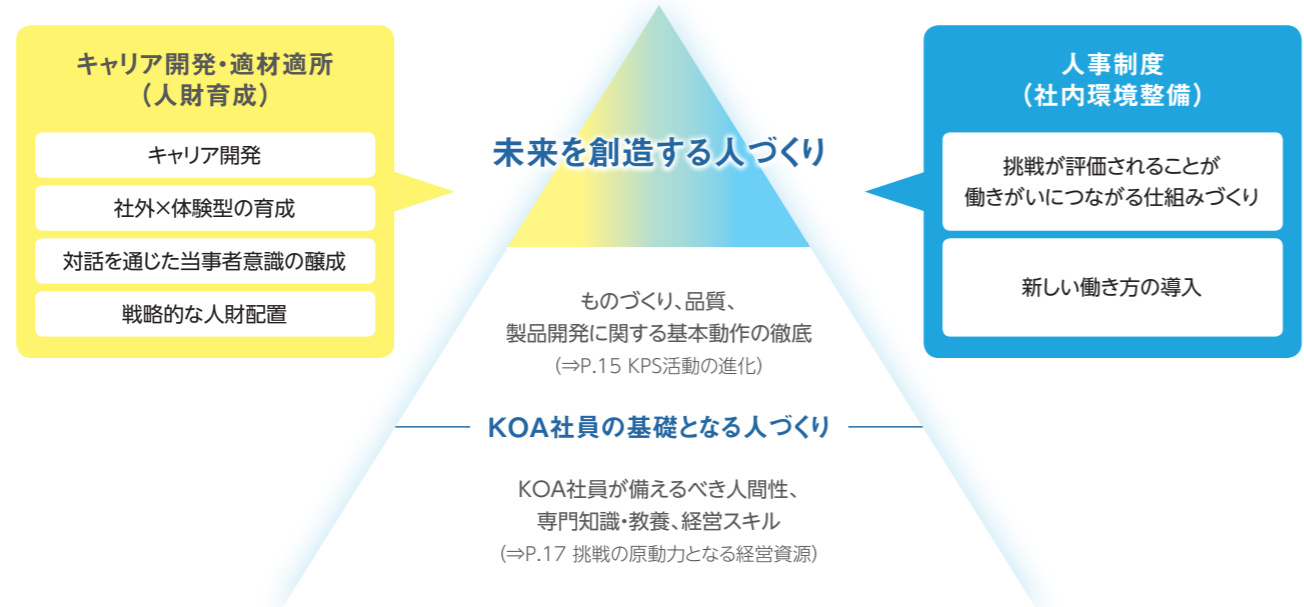 キャリア開発・適材適所
（人財育成）
キャリア開発
社外×体験型の育成
対話を通じた当事者意識の醸成
戦略的な人財配置
未来を創造する人づくり
ものづくり、品質、
製品開発に関する基本動作の徹底
（⇒P.15 KPS活動の進化）
KOA社員の基礎となる人づくり
KOA社員が備えるべき人間性、
専門知識・教養、経営スキル
（⇒P.17 挑戦の原動力となる経営資源）
人事制度
（社内環境整備）
挑戦が評価されることが
働きがいにつながる仕組みづくり
新しい働き方の導入